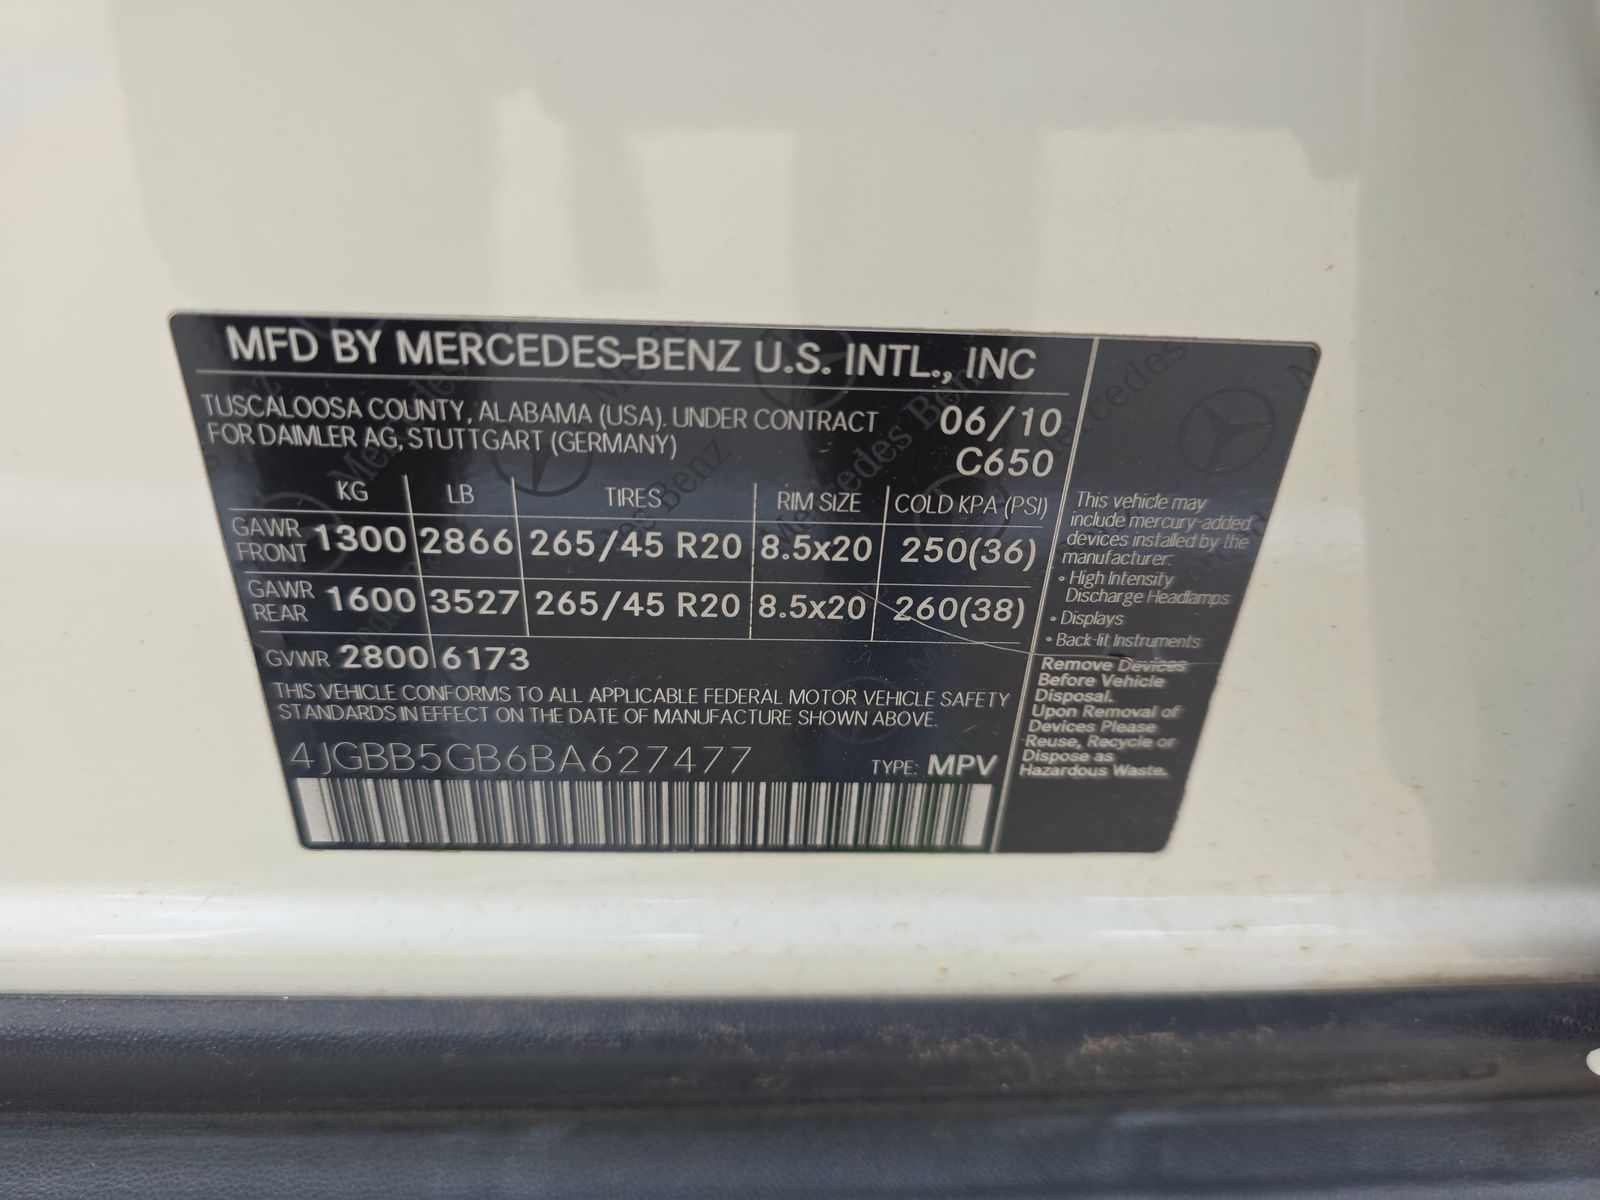 MFD BY MERCEDES-BENZ U.S. INTL., INC
TUSCALOOSA COUNTY, ALABAMA (USA). UNDER CONTRACT 06/10
FOR DAIMLER AG, STUTTGART (GERMANY) C650
KG LB TIRES RIM SIZE COLD KPA (PSI)
GAWR FRONT 1300 2866 265/45 R20 8.5x20 250(36)
GAWR REAR 1600 3527 265/45 R20 8.5x20 260(38)
GVWR 2800 6173
THIS VEHICLE CONFORMS TO ALL APPLICABLE FEDERAL MOTOR VEHICLE SAFETY
STANDARDS IN EFFECT ON THE DATE OF MANUFACTURE SHOWN ABOVE.
4JGBB5GB6BA627477 TYPE: MPV
This vehicle may
include mercury-added
devices installed by the
manufacturer:
• High Intensity
Discharge Headlamps
• Displays
• Back-lit Instruments
Remove Devices
Before Vehicle
Disposal.
Upon Removal of
Devices Please
Reuse, Recycle or
Dispose as
Hazardous Waste.